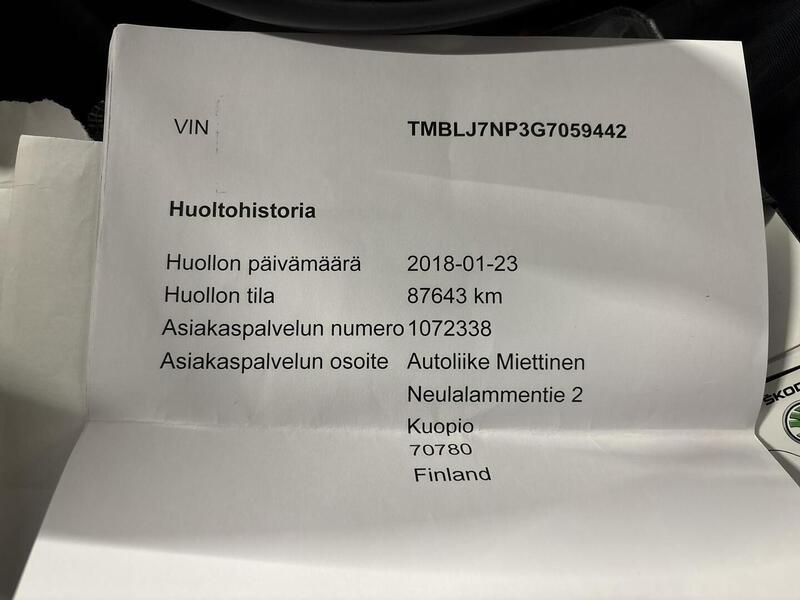 VIN TMBLJ7NP3G7059442
Huoltohistoria
Huollon päivämäärä 2018-01-23
Huollon tila 87643 km
Asiakaspalvelun numero 1072338
Asiakaspalvelun osoite Autoliike Miettinen
Neulalammentie 2
Kuopio
70780
Finland